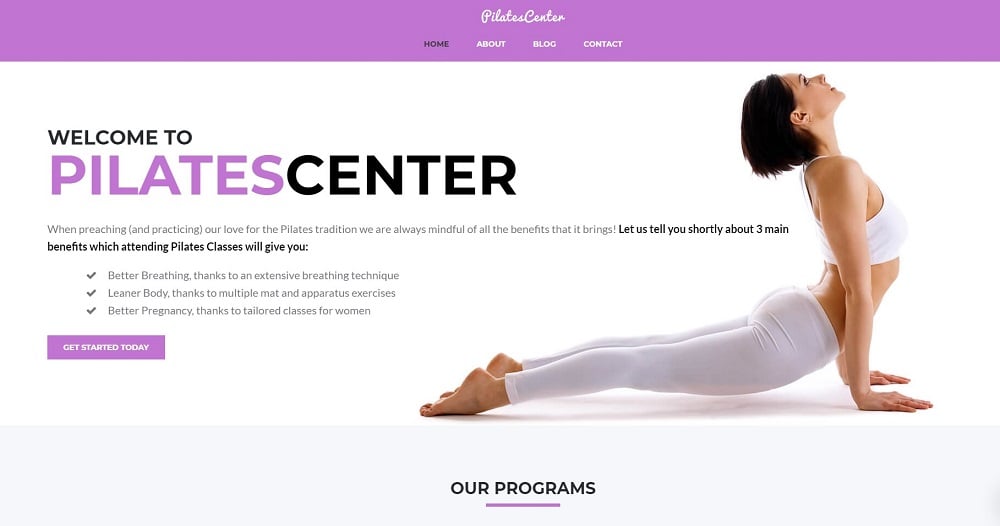 PilatesCenter
HOME ABOUT BLOG CONTACT
WELCOME TO
PILATESCENTER
When preaching (and practicing) our love for the Pilates tradition we are always mindful of all the benefits that it brings! Let us tell you shortly about 3 main
benefits which attending Pilates Classes will give you:
Better Breathing, thanks to an extensive breathing technique
Leaner Body, thanks to multiple mat and apparatus exercises
Better Pregnancy, thanks to tailored classes for women
GET STARTED TODAY
OUR PROGRAMS